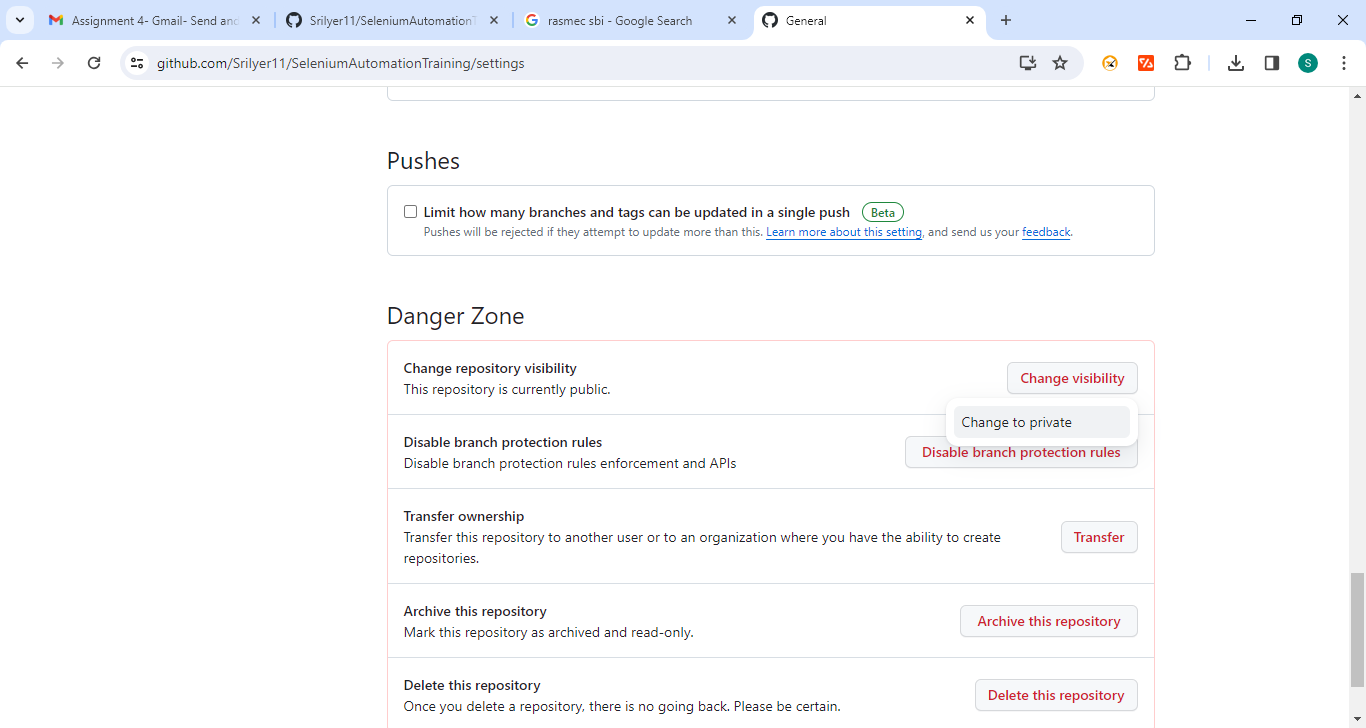 Assignment 4- Gmail- Send and
Srilyer11/SeleniumAutomationT
rasmec sbi - Google Search
General
github.com/Srilyer11/SeleniumAutomationTraining/settings
S
Pushes
Limit how many branches and tags can be updated in a single push Beta
Pushes will be rejected if they attempt to update more than this. Learn more about this setting, and send us your feedback.
Danger Zone
Change repository visibility
This repository is currently public.
Change visibility
Change to private
Disable branch protection rules
Disable branch protection rules enforcement and APIs
Disable branch protection rules
Transfer ownership
Transfer this repository to another user or to an organization where you have the ability to create
repositories.
Transfer
Archive this repository
Mark this repository as archived and read-only.
Archive this repository
Delete this repository
Once you delete a repository, there is no going back. Please be certain.
Delete this repository